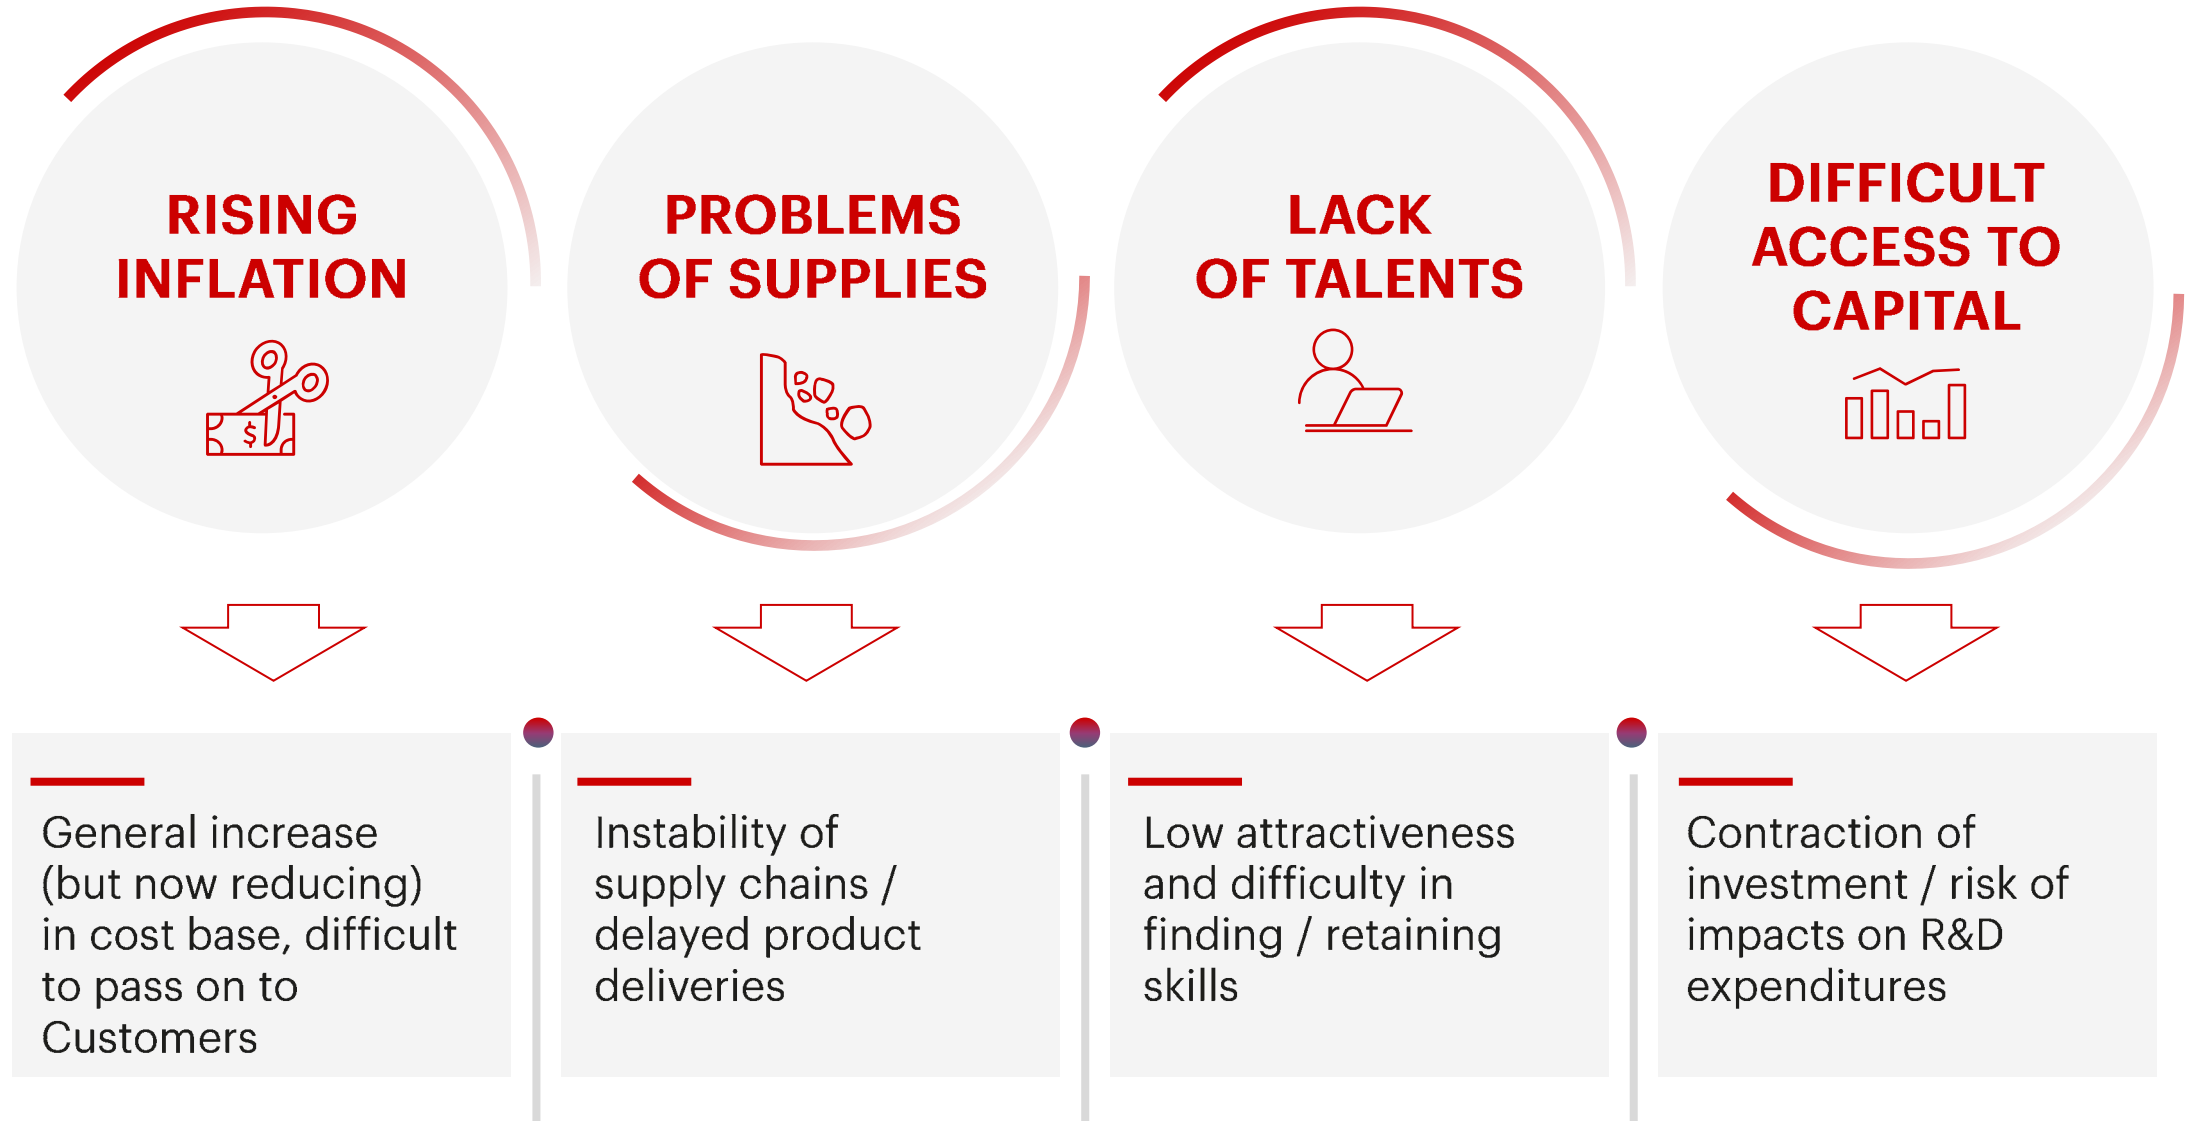 RISING
INFLATION
$
PROBLEMS
OF SUPPLIES
LACK
OF TALENTS
DIFFICULT
ACCESS TO
CAPITAL
General increase
(but now reducing)
in cost base, difficult
to pass on to
Customers
Instability of
supply chains /
delayed product
deliveries
Low attractiveness
and difficulty in
finding / retaining
skills
Contraction of
investment / risk of
impacts on R&D
expenditures